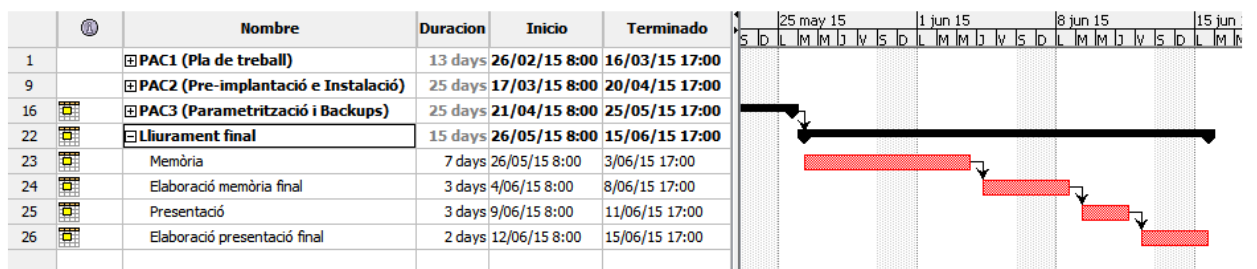 Nombre Duracion Inicio Terminado 25 may 15 1 jun 15 8 jun 15 15 jun
S D L M M J V S D L M M J V S D L M M J V S D L M M
1 PAC1 (Pla de treball) 13 days 26/02/15 8:00 16/03/15 17:00
9 PAC2 (Pre-implantació e Instalació) 25 days 17/03/15 8:00 20/04/15 17:00
16 PAC3 (Parametrització i Backups) 25 days 21/04/15 8:00 25/05/15 17:00
22 Lliurament final 15 days 26/05/15 8:00 15/06/15 17:00
23 Memòria 7 days 26/05/15 8:00 3/06/15 17:00
24 Elaboració memòria final 3 days 4/06/15 8:00 8/06/15 17:00
25 Presentació 3 days 9/06/15 8:00 11/06/15 17:00
26 Elaboració presentació final 2 days 12/06/15 8:00 15/06/15 17:00